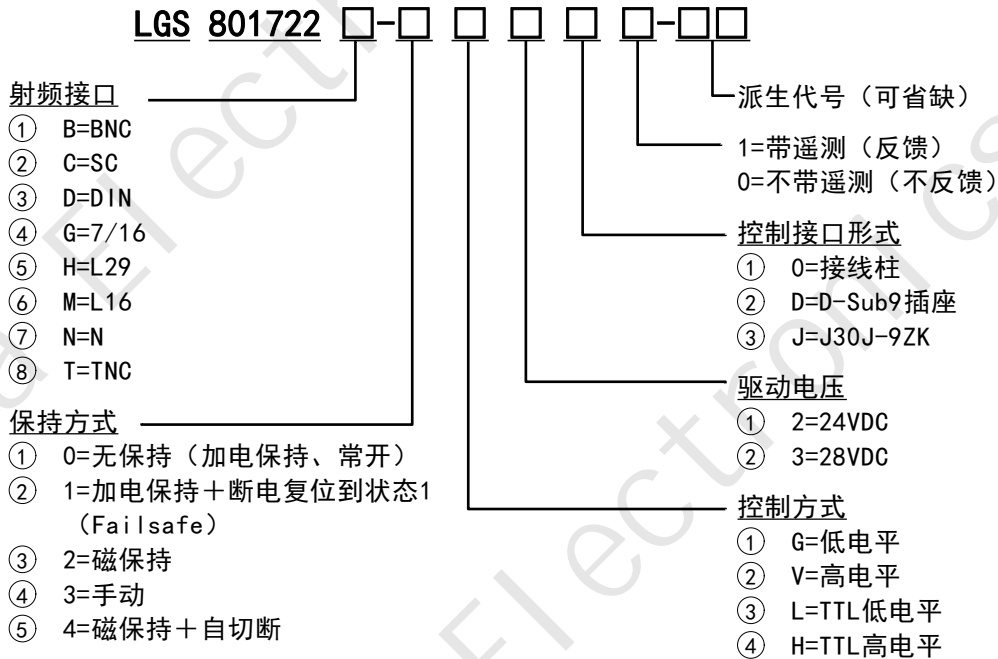 LGS 801722 □-□ □ □ □ □-□□
射频接口
① B=BNC
② C=SC
③ D=DIN
④ G=7/16
⑤ H=L29
⑥ M=L16
⑦ N=N
⑧ T=TNC
保持方式
① 0=无保持（加电保持、常开）
② 1=加电保持＋断电复位到状态1
（Failsafe）
③ 2=磁保持
④ 3=手动
⑤ 4=磁保持＋自切断
派生代号（可省缺）
1=带遥测（反馈）
0=不带遥测（不反馈）
控制接口形式
① 0=接线柱
② D=D-Sub9插座
③ J=J30J-9ZK
驱动电压
① 2=24VDC
② 3=28VDC
控制方式
① G=低电平
② V=高电平
③ L=TTL低电平
④ H=TTL高电平